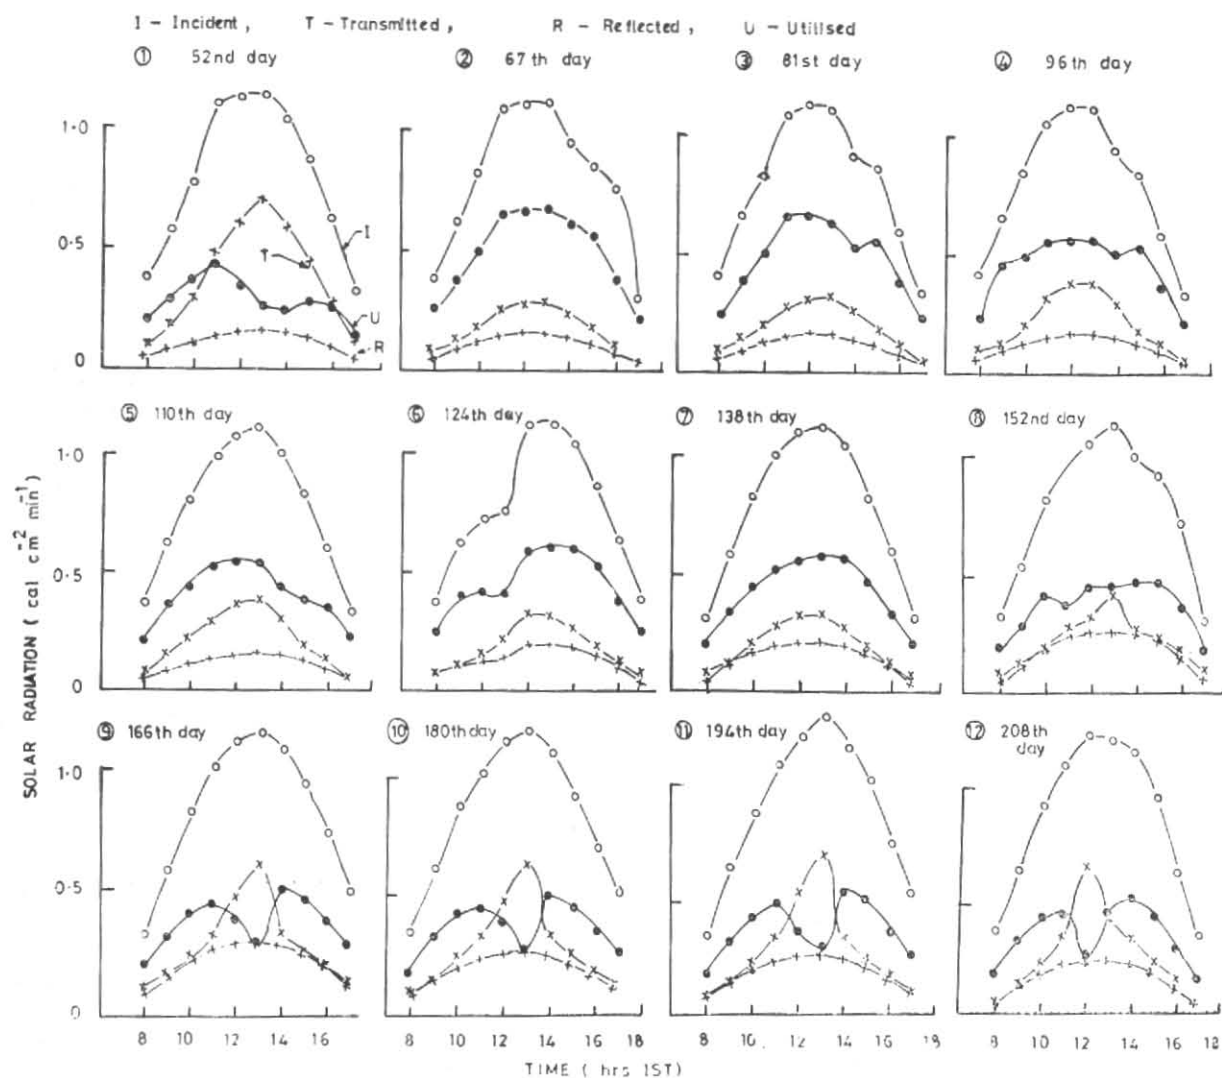 I – Incident, T – Transmitted, R – Reflected, U – Utilised
① 52nd day ② 67th day ③ 81st day ④ 96th day
1.0
0.5
0
I
T
U
R
⑤ 110th day ⑥ 124th day ⑦ 138th day ⑧ 152nd day
1.0
0.5
0
⑨ 166th day ⑩ 180th day ⑪ 194th day ⑫ 208th day
1.0
0.5
0
8 10 12 14 16 8 10 12 14 16 18 8 10 12 14 16 18 8 10 12 14 16 18
TIME ( hrs IST)
SOLAR RADIATION ( cal cm⁻² min⁻¹)